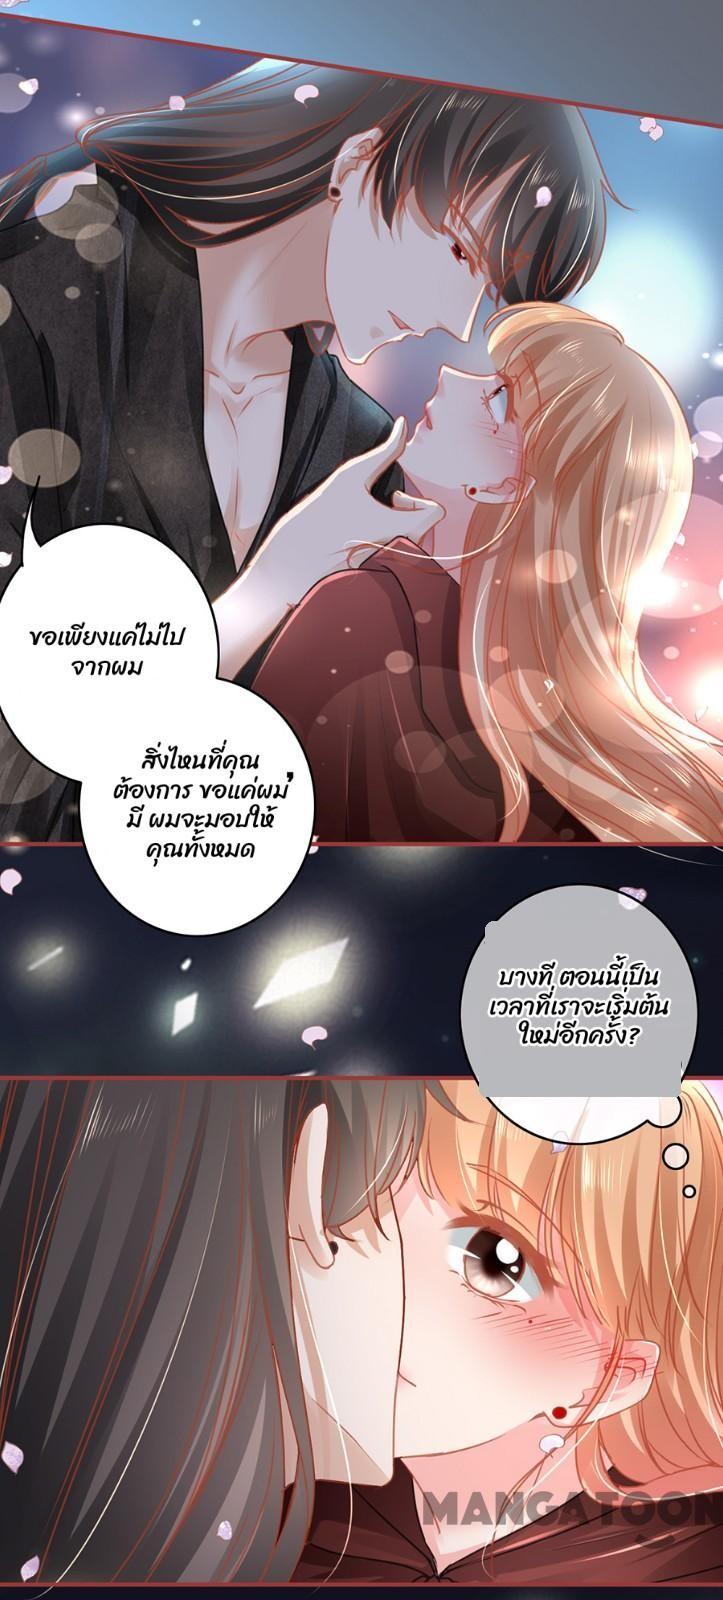 ขอเพียงแค่ไม่ไป
จากผม
สิ่งไหนที่คุณ
ต้องการ ขอแค่ผม
มี ผมจะมอบให้
คุณทั้งหมด
บางที ตอนนี้เป็น
เวลาที่เราจะเริ่มต้น
ใหม่อีกครั้ง?
MANGATOON